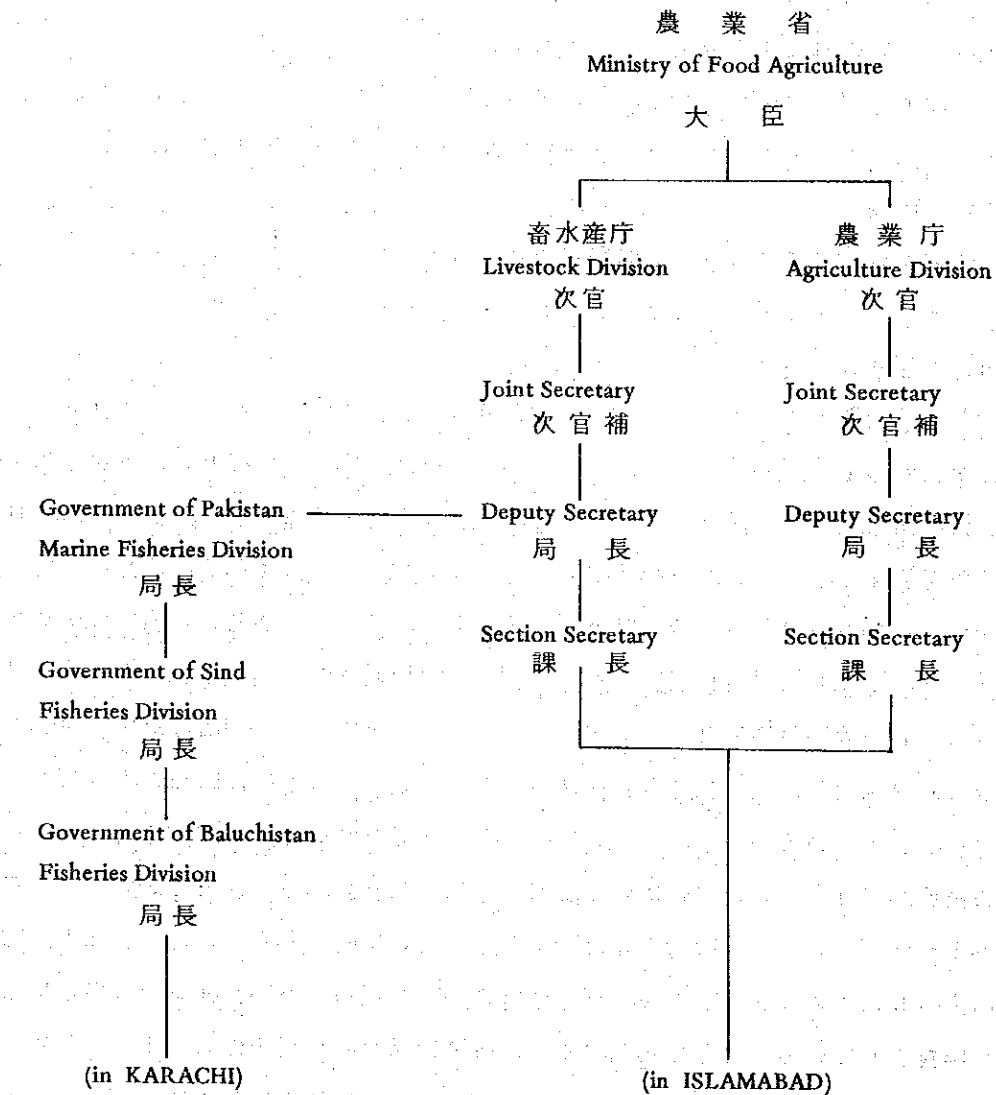 農業省
Ministry of Food Agriculture
大臣
畜水産庁
Livestock Division
次官
農業庁
Agriculture Division
次官
Joint Secretary
次官補
Joint Secretary
次官補
Government of Pakistan
Marine Fisheries Division
局長
Deputy Secretary
局長
Deputy Secretary
局長
Section Secretary
課長
Section Secretary
課長
Government of Sind
Fisheries Division
局長
Government of Baluchistan
Fisheries Division
局長
(in KARACHI)
(in ISLAMABAD)